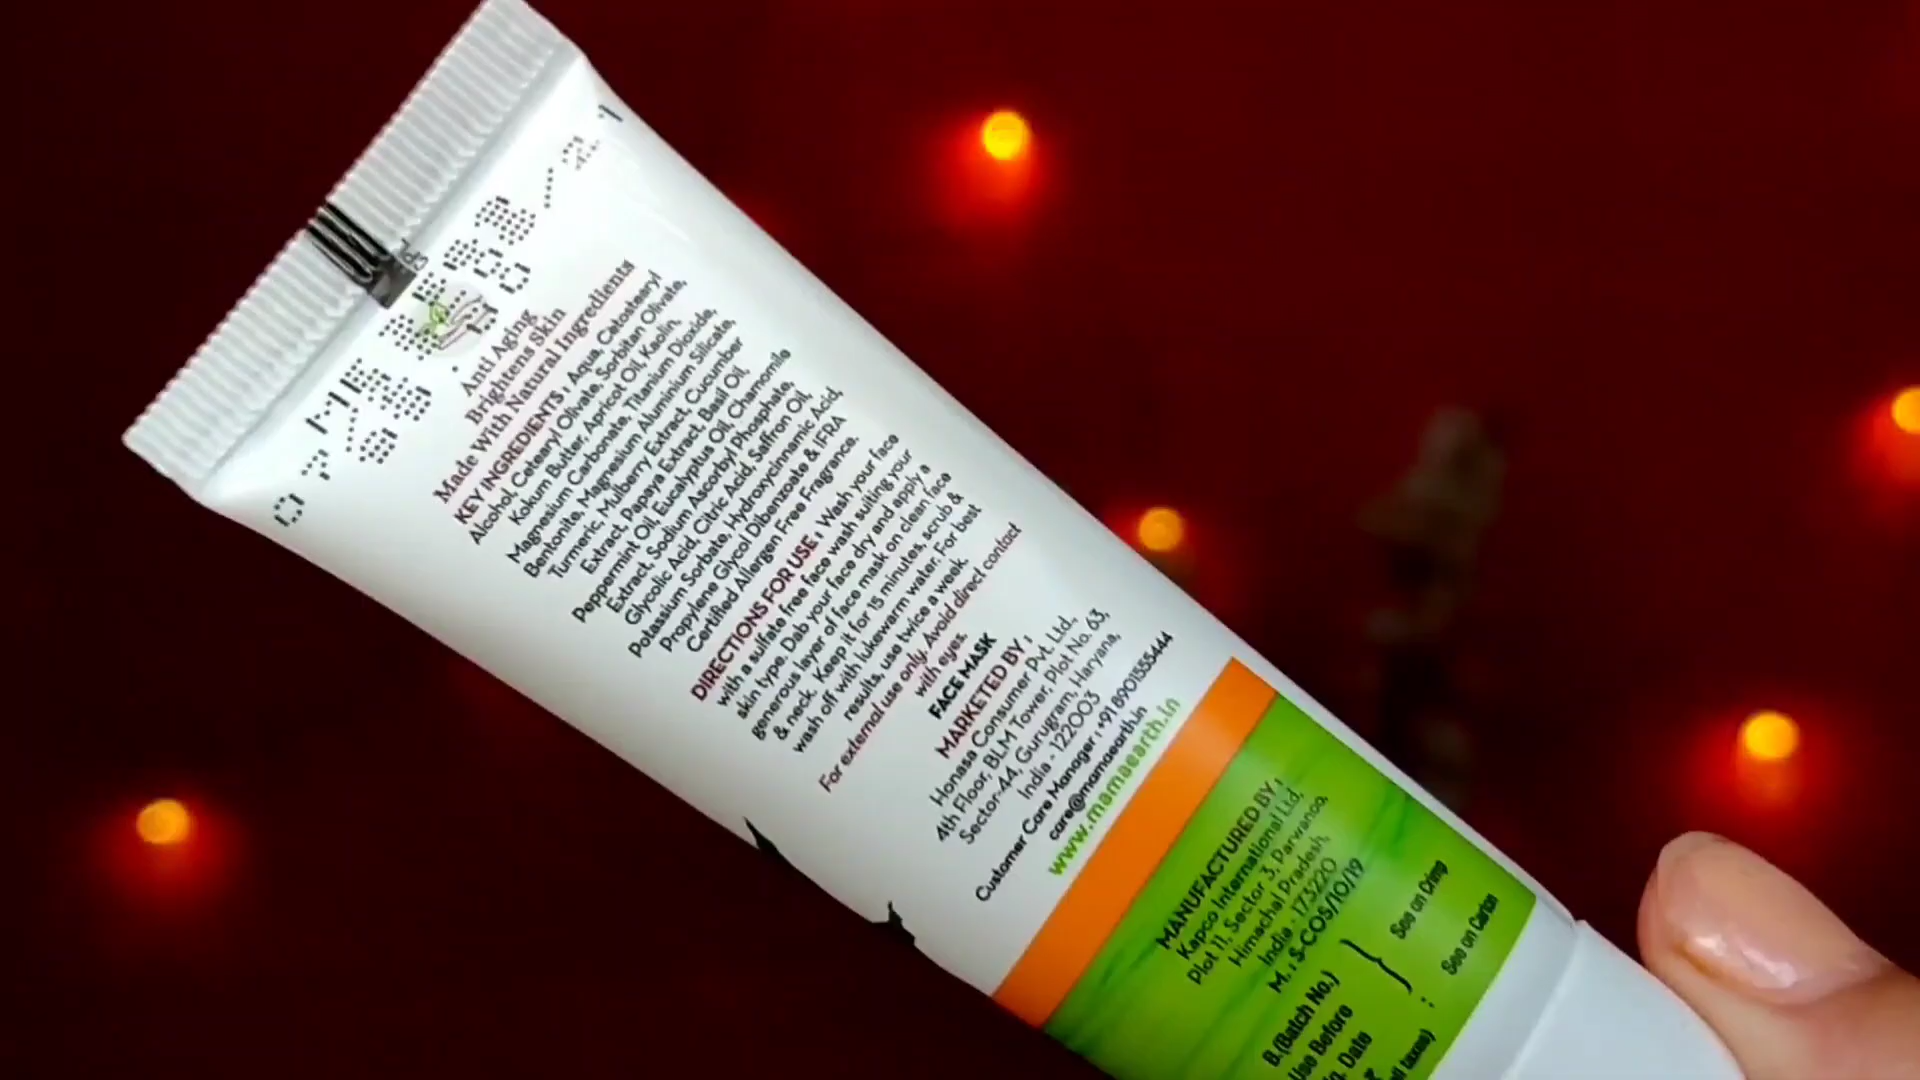 Anti Aging
Brightens Skin
Made With Natural Ingredients
KEY INGREDIENTS : Aqua, Cetostearyl
Alcohol, Cetearyl Olivate, Sorbitan Olivate,
Kokum Butter, Apricot Oil, Kaolin,
Magnesium Carbonate, Titanium Dioxide,
Bentonite, Magnesium Aluminium Silicate,
Turmeric, Mulberry Extract, Cucumber
Extract, Papaya Extract, Basil Oil,
Peppermint Oil, Eucalyptus Oil, Chamomile
Extract, Sodium Ascorbyl Phosphate,
Glycolic Acid, Citric Acid, Saffron Oil,
Potassium Sorbate, Hydroxycinnamic Acid,
Propylene Glycol Dibenzoate & IFRA
Certified Allergen Free Fragrance.
DIRECTIONS FOR USE : Wash your face
with a sulfate free face wash suiting your
skin type. Dab your face dry and apply a
generous layer of face mask on clean face
& neck. Keep it for 15 minutes, scrub &
wash off with lukewarm water. For best
results, use twice a week.
For external use only. Avoid direct contact
with eyes.
FACE MASK
MARKETED BY :
Honasa Consumer Pvt. Ltd.,
4th Floor, BLM Tower, Plot No. 63,
Sector-44, Gurugram, Haryana,
India - 122003
Customer Care Manager : +91 8901555444
care@mamaearth.in
www.mamaearth.in
MANUFACTURED BY :
Kapco International Ltd.,
Plot 11, Sector 3, Parwanoo,
Himachal Pradesh,
India - 173220
M. : S-COS/10/19
B.(Batch No.)
Use Before
See on Crimp
Date
See on Carton
taxes)